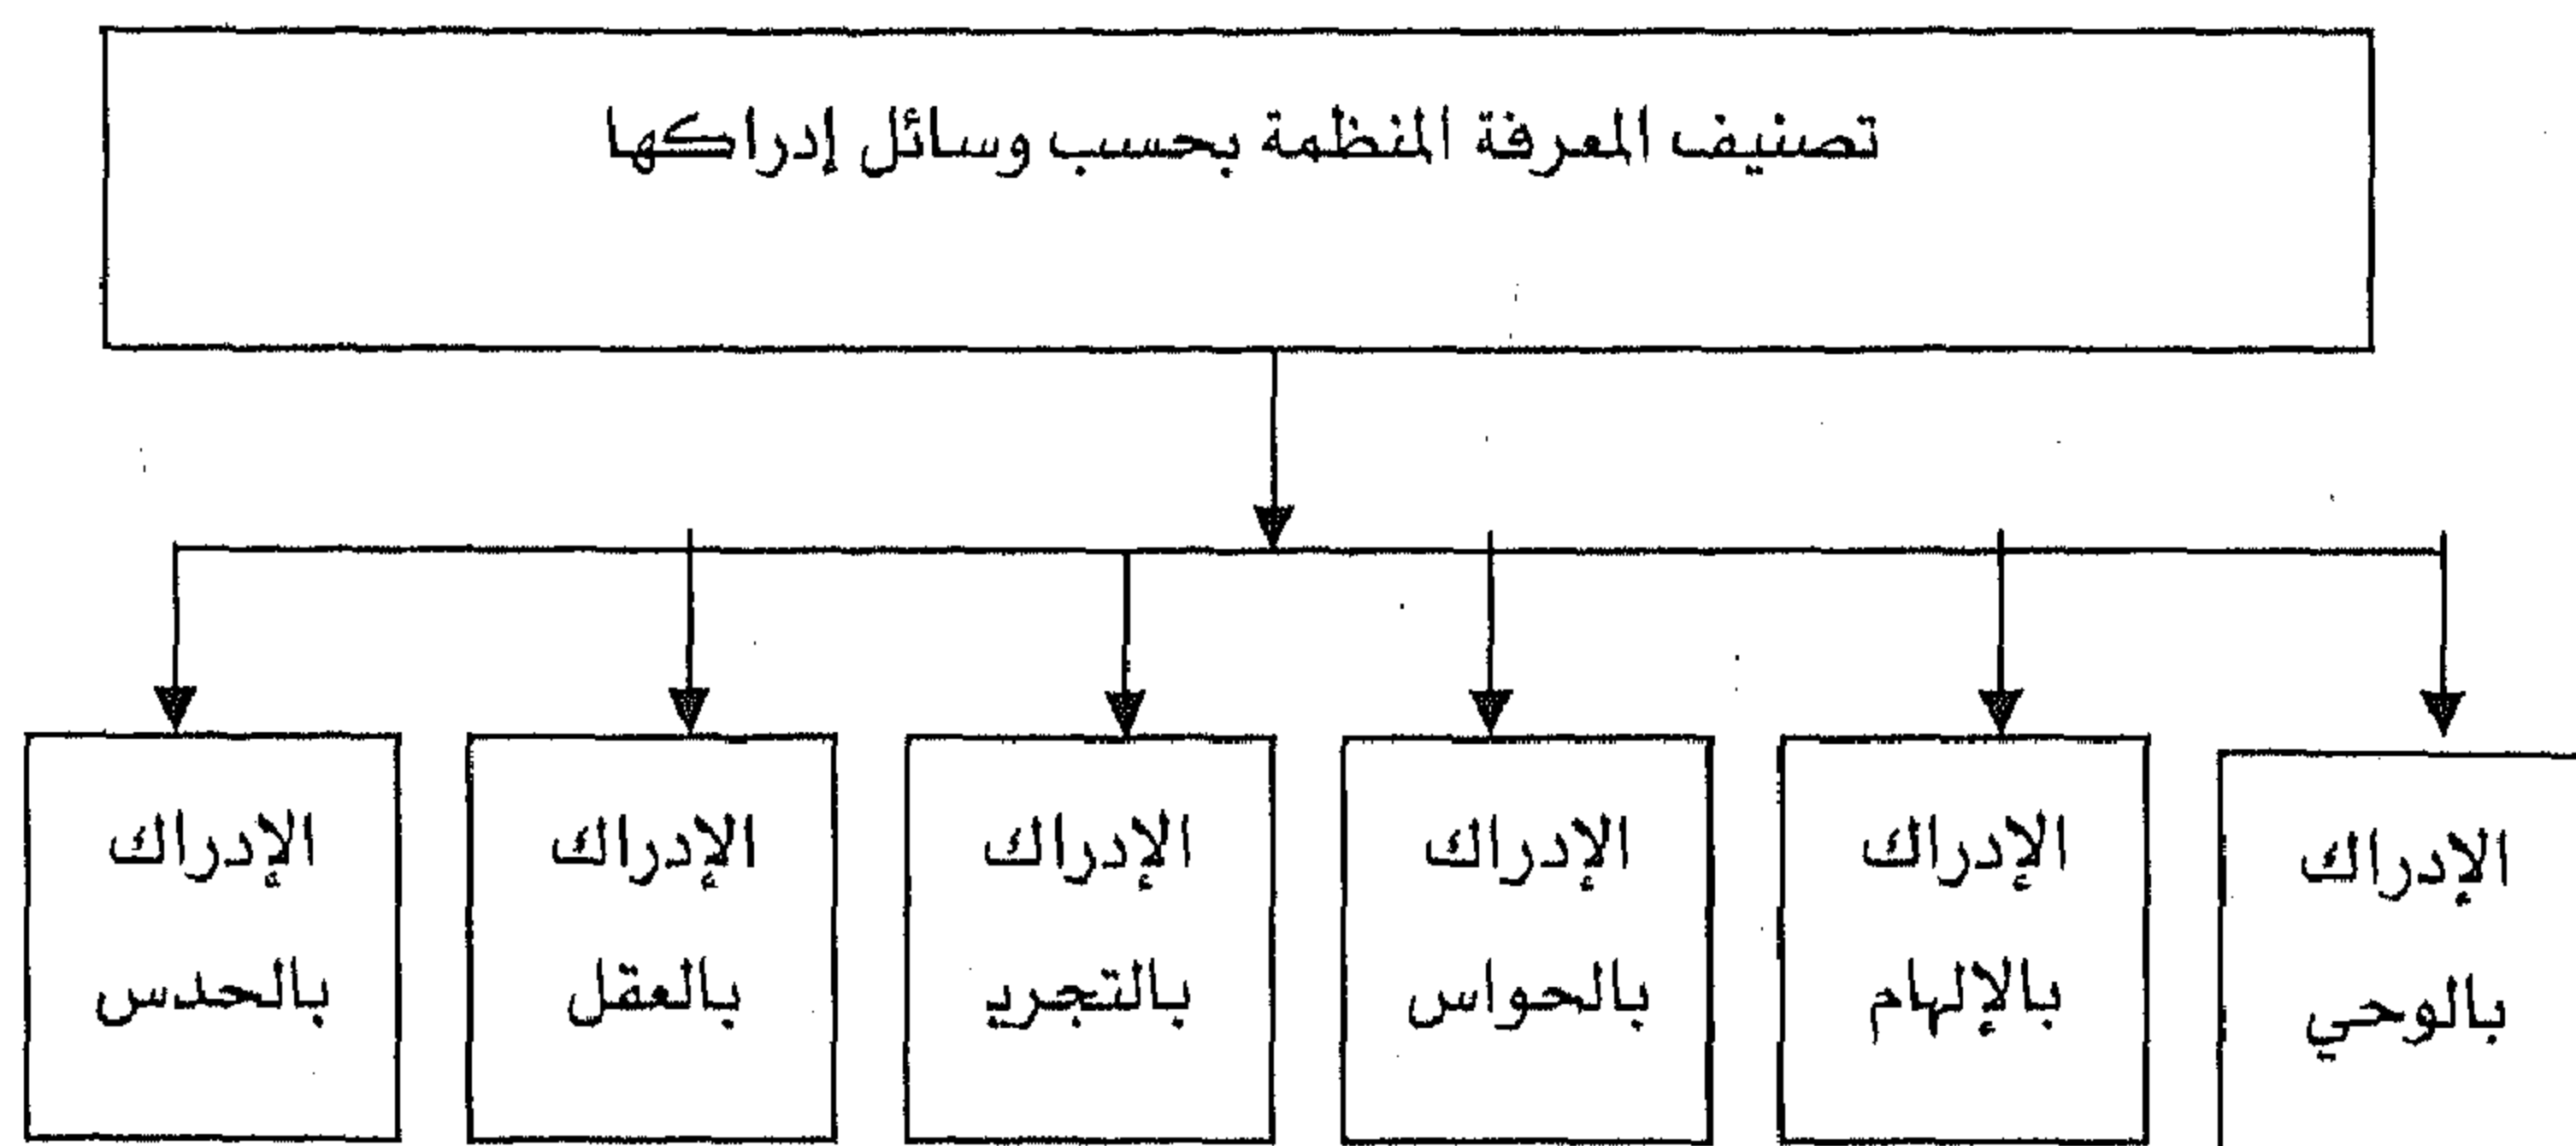 تصنيف المعرفة المنظمة بحسب وسائل إدراكها
الإدراك
بالوحي
الإدراك
بالإلهام
الإدراك
بالحواس
الإدراك
بالتجريد
الإدراك
بالعقل
الإدراك
بالحدس